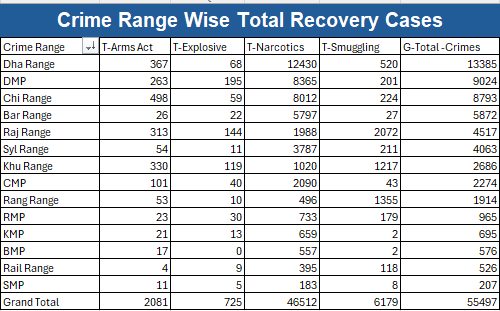 Crime Range Wise Total Recovery Cases
Crime Range T-Arms Act T-Explosive T-Narcotics T-Smuggling G-Total -Crimes
Dha Range 367 68 12430 520 13385
DMP 263 195 8365 201 9024
Chi Range 498 59 8012 224 8793
Bar Range 26 22 5797 27 5872
Raj Range 313 144 1988 2072 4517
Syl Range 54 11 3787 211 4063
Khu Range 330 119 1020 1217 2686
CMP 101 40 2090 43 2274
Rang Range 53 10 496 1355 1914
RMP 23 30 733 179 965
KMP 21 13 659 2 695
BMP 17 0 557 2 576
Rail Range 4 9 395 118 526
SMP 11 5 183 8 207
Grand Total 2081 725 46512 6179 55497